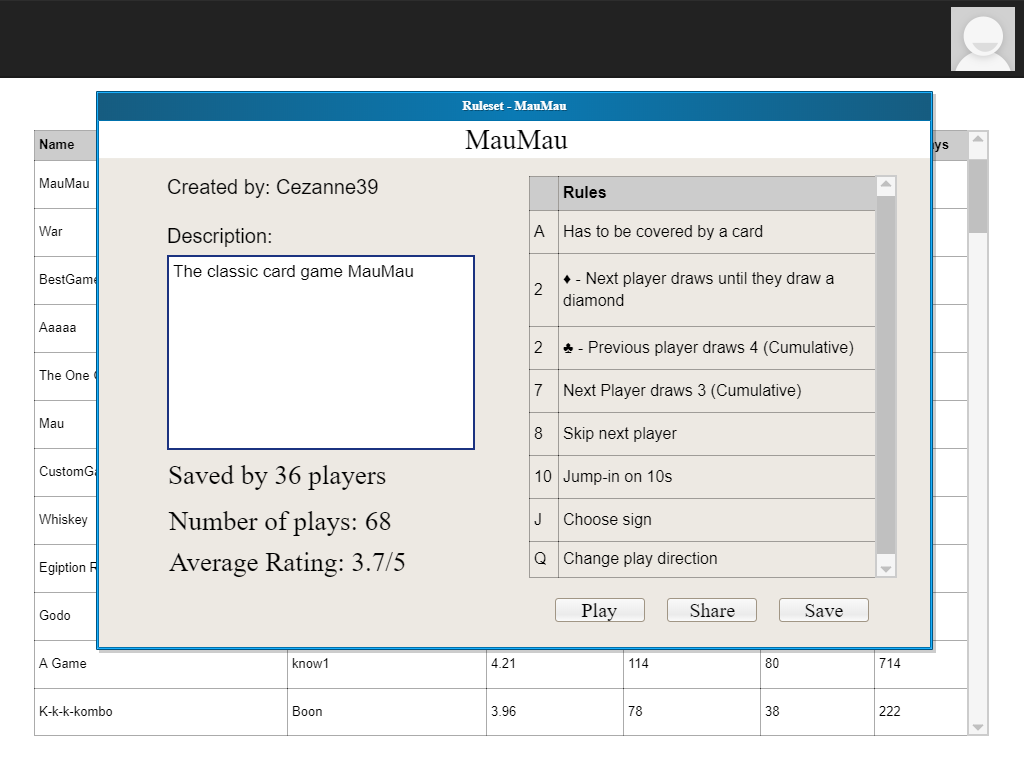 Ruleset - MauMau
MauMau
Name
MauMau
War
Aaaaa
The One
Mau
Whiskey
Godo
A Game know1 4.21 114 80 714
K-k-k-kombo Boon 3.96 78 38 222
Created by: Cezanne39
Description:
The classic card game MauMau
Saved by 36 players
Number of plays: 68
Average Rating: 3.7/5
Rules
A Has to be covered by a card
2 ♦ - Next player draws until they draw a
diamond
2 ♣ - Previous player draws 4 (Cumulative)
7 Next Player draws 3 (Cumulative)
8 Skip next player
10 Jump-in on 10s
J Choose sign
Q Change play direction
Play Share Save